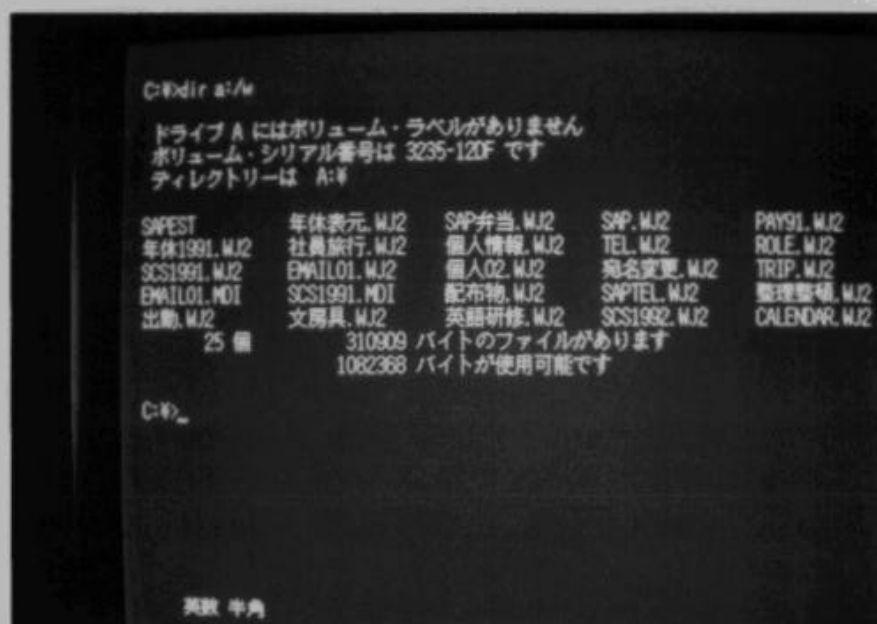 C:¥>dir a:/w
ドライブ A にはボリューム・ラベルがありません
ボリューム・シリアル番号は 3235-12DF です
ディレクトリーは A:¥
SAPEST 年休表元.WJ2 SAP弁当.WJ2 SAP.WJ2 PAY91.WJ2
年休1991.WJ2 社員旅行.WJ2 個人情報.WJ2 TEL.WJ2 ROLE.WJ2
SCS1991.WJ2 EMAIL01.WJ2 個人02.WJ2 宛名変更.WJ2 TRIP.WJ2
EMAIL01.MDI SCS1991.MDI 配布物.WJ2 SAPTEL.WJ2 整理整頓.WJ2
出勤.WJ2 文房具.WJ2 英語研修.WJ2 SCS1992.WJ2 CALENDAR.WJ2
25 個 310909 バイトのファイルがあります
1082368 バイトが使用可能です
C:¥>_
英数 半角